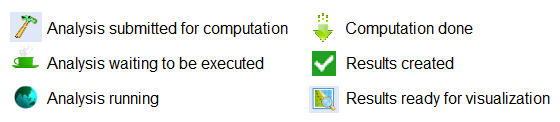 Analysis submitted for computation
Computation done
Analysis waiting to be executed
Results created
Analysis running
Results ready for visualization